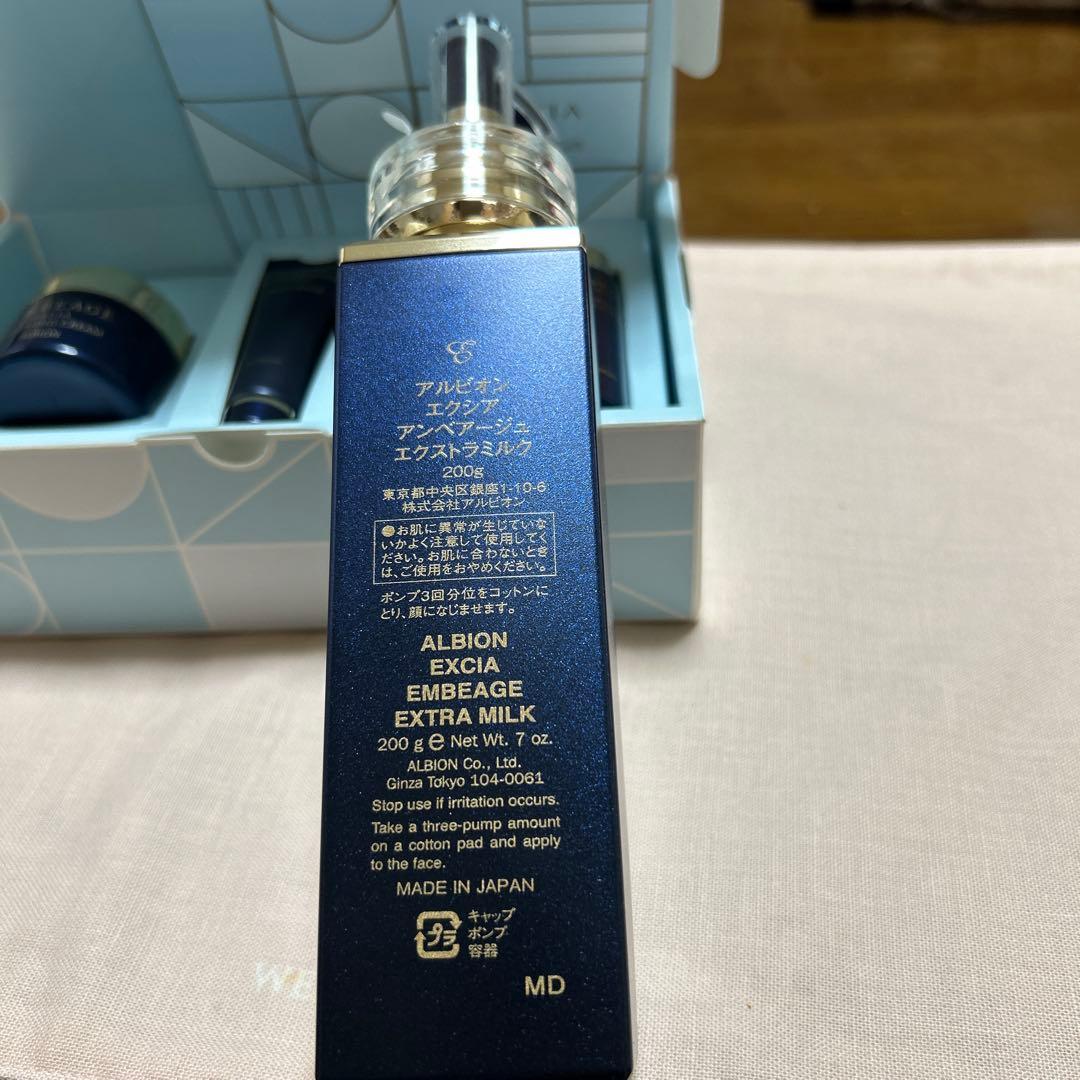 アルビオン
エクシア
アンベアージュ
エクストラミルク
200g
東京都中央区銀座1-10-6
株式会社アルビオン
●お肌に異常が生じていな
いかよく注意して使用してく
ださい。お肌に合わないとき
は、ご使用をおやめください。
ポンプ3回分位をコットンに
とり、顔になじませます。
ALBION
EXCIA
EMBEAGE
EXTRA MILK
200 g e Net Wt. 7 oz.
ALBION Co., Ltd.
Ginza Tokyo 104-0061
Stop use if irritation occurs.
Take a three-pump amount
on a cotton pad and apply
to the face.
MADE IN JAPAN
プラ
キャップ
ポンプ
容器
MD